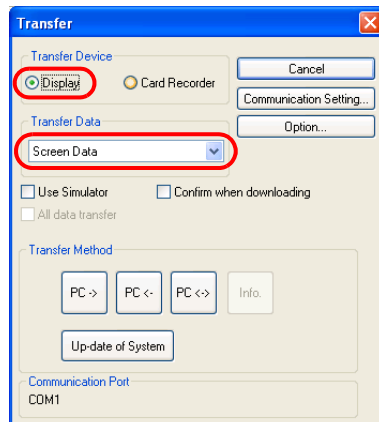 Transfer
Transfer Device
Display
Card Recorder
Cancel
Communication Setting...
Transfer Data
Option...
Screen Data
Use Simulator
Confirm when downloading
All data transfer
Transfer Method
PC ->
PC <-
PC <->
Info.
Up-date of System
Communication Port
COM1